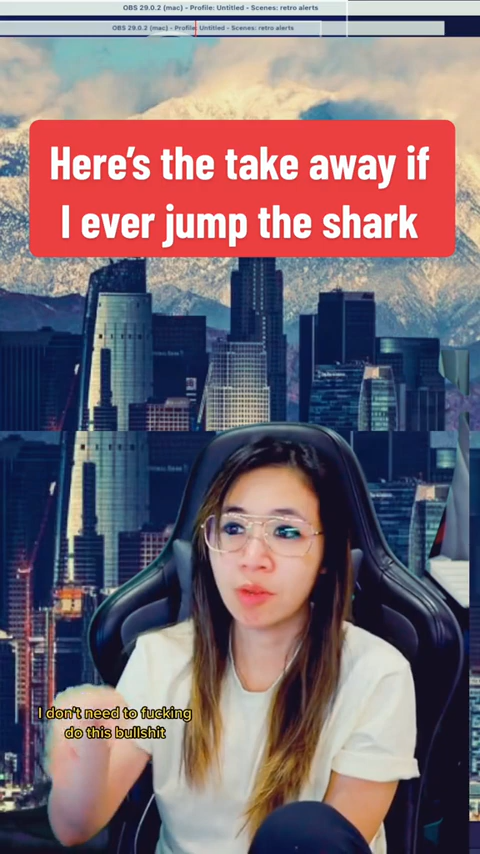 OBS 29.0.2 (mac) - Profile: Untitled - Scenes: retro alerts
OBS 29.0.2 (mac) - Profile: Untitled - Scenes: retro alerts
Here's the take away if
I ever jump the shark
I don't need to fucking
do this bullshit